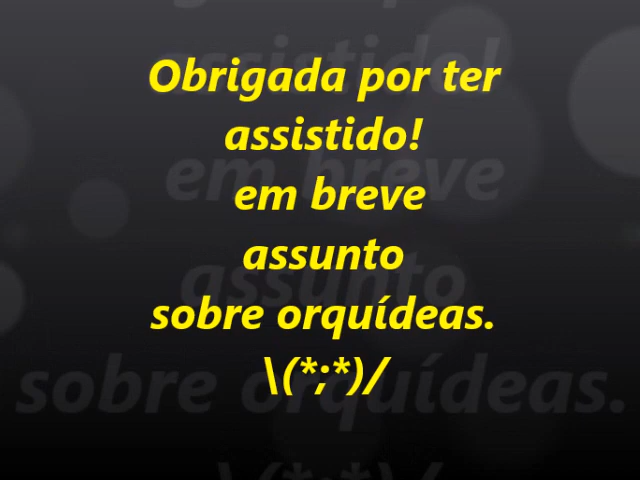 Obrigada por ter
assistido!
em breve
assunto
sobre orquídeas.
\(*;*)/